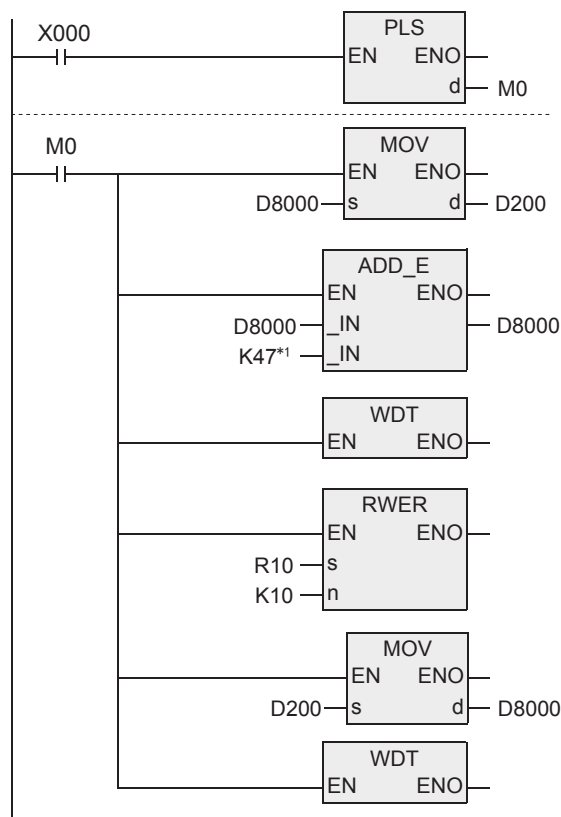 X000
PLS
EN ENO
d M0
M0
MOV
EN ENO
D8000 s d D200
ADD_E
EN ENO
D8000 _IN D8000
K47*1 _IN
WDT
EN ENO
RWER
EN ENO
R10 s
K10 n
MOV
EN ENO
D200 s d D8000
WDT
EN ENO